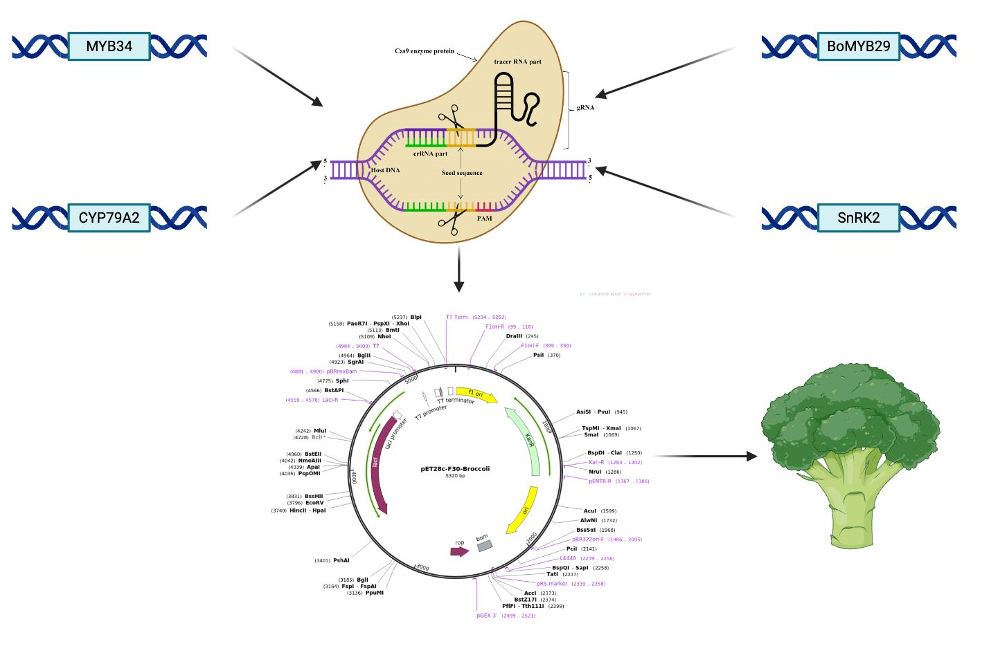 MYB34
BoMYB29
CYP79A2
SnRK2
Cas9 enzyme protein
tracer RNA part
gRNA
crRNA part
5'
3'
Host DNA
Seed sequence
3'
5'
PAM
Created with SnapGene
(5237) BlpI
(5158) PaeR7I - PspXI - XhoI
(5113) BmtI
(5109) NheI
(4984 .. 5003) T7
(4964) BglII
(4923) SgrAI
(4881 .. 4900) pBRrevBam
(4775) SphI
(4566) BstAPI
(4559 .. 4578) LacI-R
(4242) MluI
(4228) BclI*
(4060) BstEII
(4042) NmeAIII
(4039) ApaI
(4035) PspOMI
(3831) BssHII
(3796) EcoRV
(3740) HincII - HpaI
(3401) PshAI
(3185) BglI
(3164) FspI - FspAI
(3136) PpuMI
T7 Term (5234 .. 5252)
F1ori-R (99 .. 118)
DraIII (245)
F1ori-F (309 .. 330)
PsiI (370)
AsiSI - PvuI (945)
TspMI - XmaI (1067)
SmaI (1069)
BspDI - ClaI (1250)
Kan-R (1283 .. 1302)
NruI (1286)
pENTR-R (1367 .. 1386)
AcuI (1599)
AlwNI (1732)
BssSαI (1968)
pBR322ori-F (1986 .. 2005)
PciI (2141)
L4440 (2239 .. 2256)
BspQI - SapI (2258)
TatI (2337)
pRS-marker (2339 .. 2358)
AccI (2373)
BstZ17I (2374)
PflFI - Tth111I (2399)
pGEX 3' (2499 .. 2521)
5000
1000
2000
3000
4000
T7 promoter
T7 terminator
f1 ori
KanR
ori
bom
rop
lacI
lacI promoter
pET28c-F30-Broccoli
5320 bp